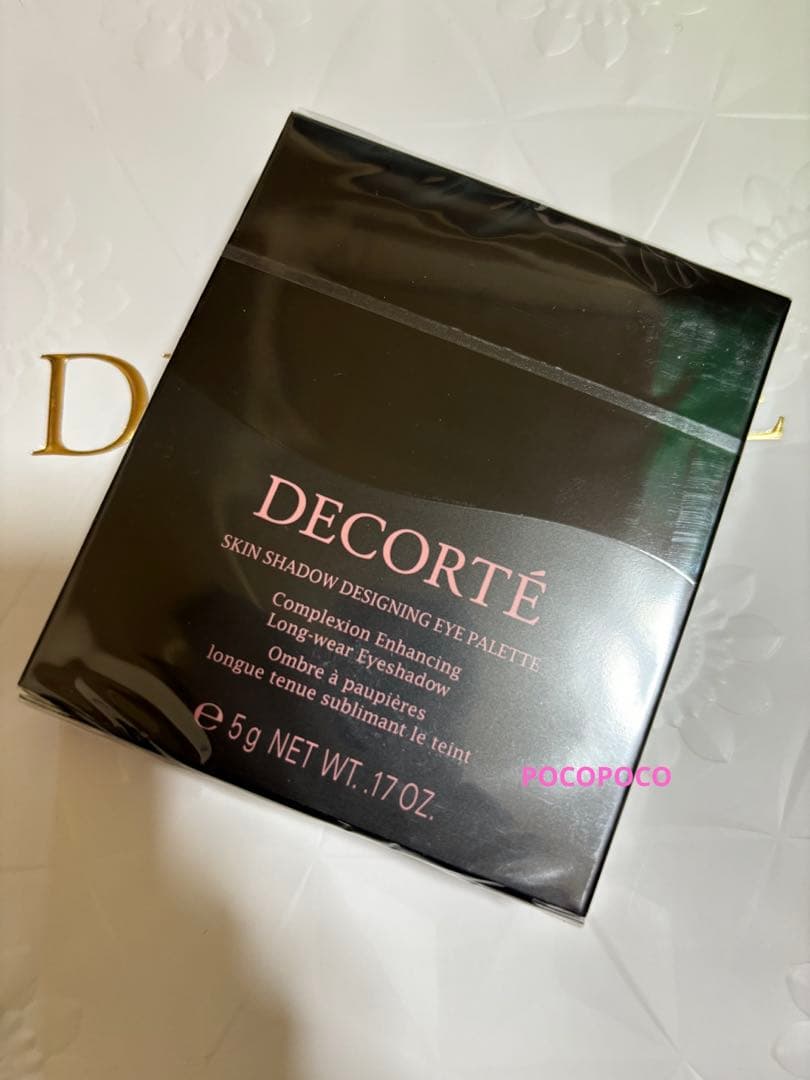 D
E
DECORTÉ
SKIN SHADOW DESIGNING EYE PALETTE
Complexion Enhancing
Long-wear Eyeshadow
Ombre à paupières
longue tenue sublimant le teint
℮ 5g NET WT. .17 OZ.
POCOPOCO